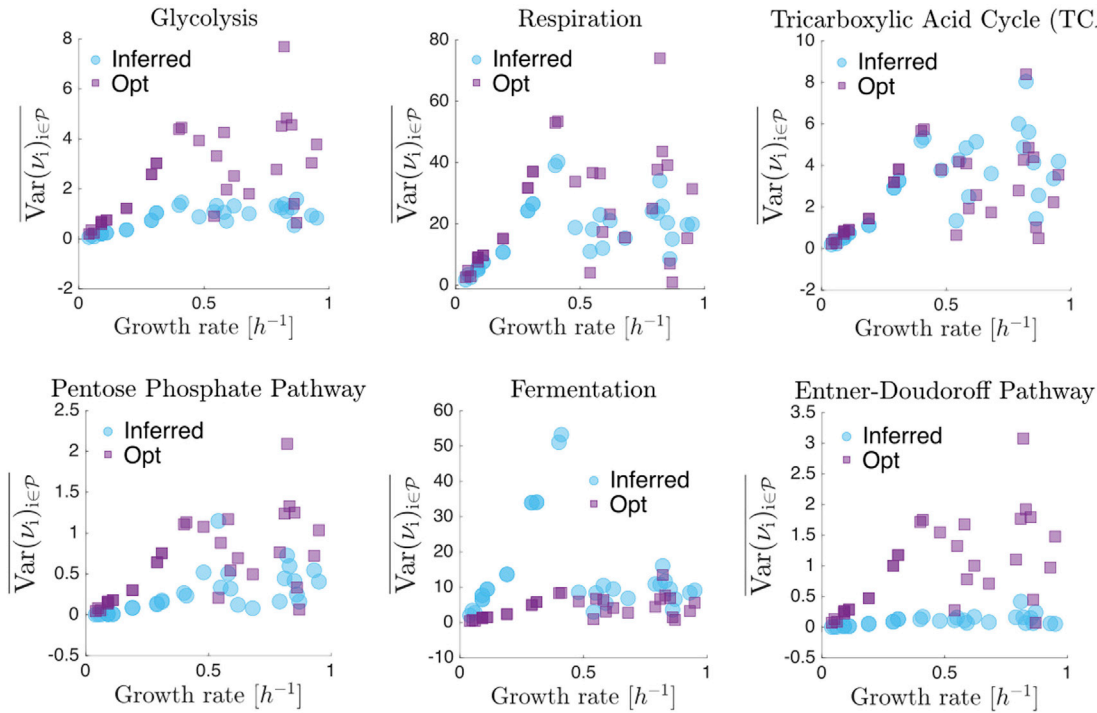 Glycolysis
8
6
4
2
0
-2
Inferred
Opt
Var(ν_i)_{i∈𝒫}
0
0.5
1
Growth rate [h⁻¹]
Respiration
80
60
40
20
0
Inferred
Opt
Var(ν_i)_{i∈𝒫}
0
0.5
1
Growth rate [h⁻¹]
Tricarboxylic Acid Cycle (TCA
10
8
6
4
2
0
-2
Inferred
Opt
Var(ν_i)_{i∈𝒫}
0
0.5
1
Growth rate [h⁻¹]
Pentose Phosphate Pathway
2.5
2
1.5
1
0.5
0
-0.5
Inferred
Opt
Var(ν_i)_{i∈𝒫}
0
0.5
1
Growth rate [h⁻¹]
Fermentation
60
50
40
30
20
10
0
-10
Inferred
Opt
Var(ν_i)_{i∈𝒫}
0
0.5
1
Growth rate [h⁻¹]
Entner-Doudoroff Pathway
3.5
3
2.5
2
1.5
1
0.5
0
-0.5
Inferred
Opt
Var(ν_i)_{i∈𝒫}
0
0.5
1
Growth rate [h⁻¹]